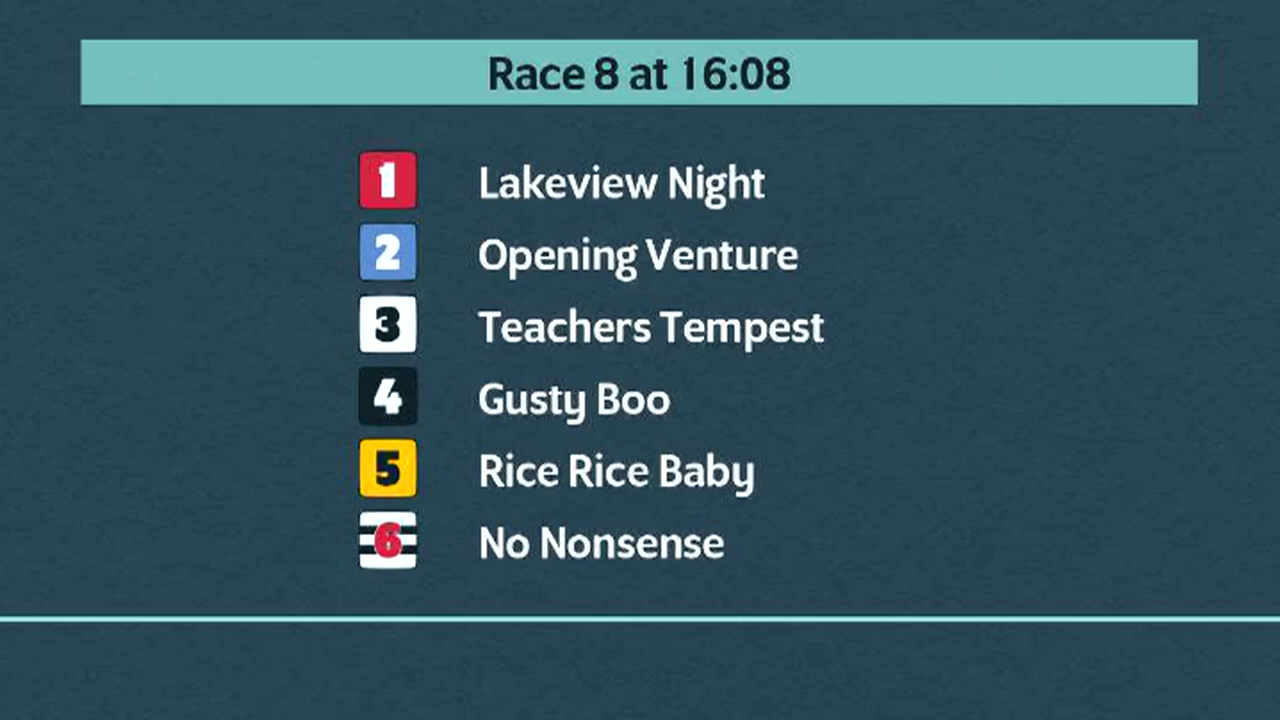 Race 8 at 16:08
1 Lakeview Night
2 Opening Venture
3 Teachers Tempest
4 Gusty Boo
5 Rice Rice Baby
6 No Nonsense